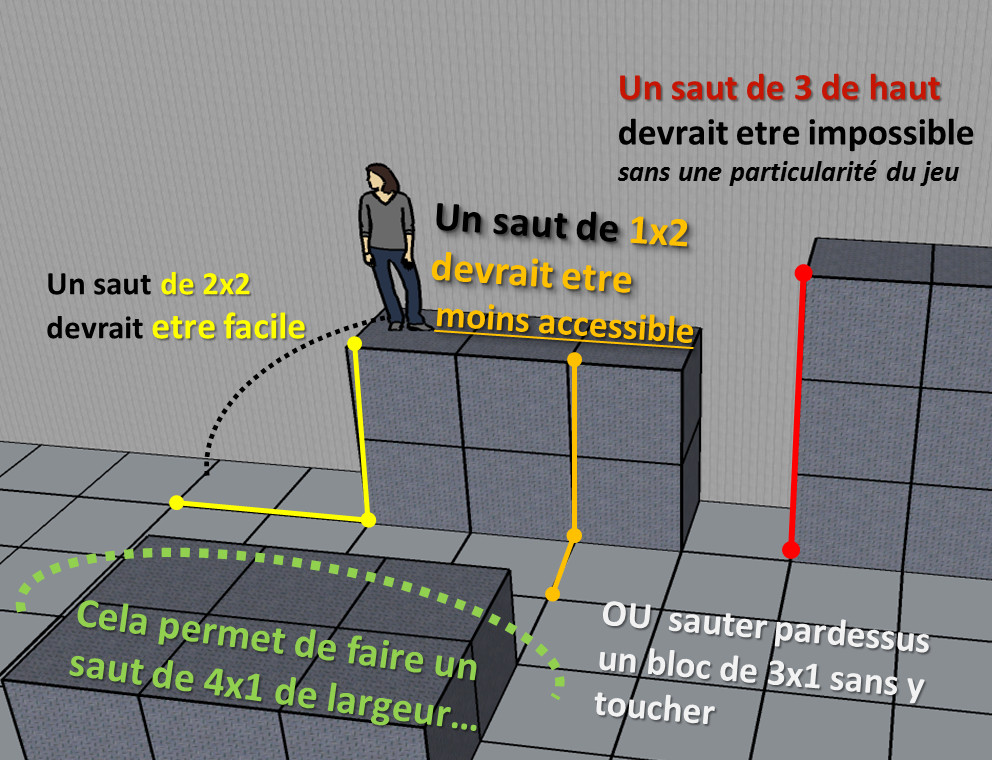 Un saut de 3 de haut
devrait etre impossible
sans une particularité du jeu
Un saut de 1x2
devrait etre
moins accessible
Un saut de 2x2
devrait etre facile
Cela permet de faire un
saut de 4x1 de largeur...
OU sauter pardessus
un bloc de 3x1 sans y
toucher